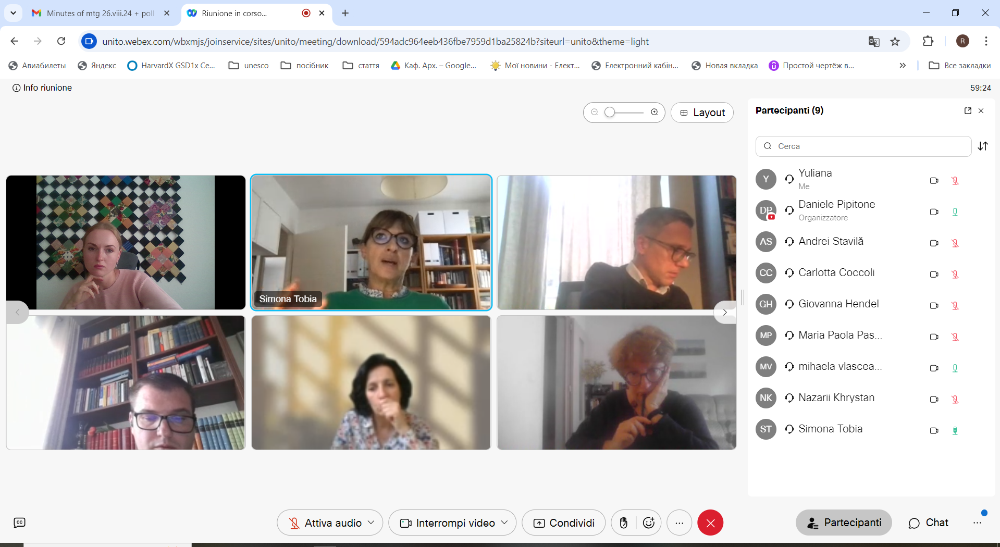 Minutes of mtg 26.viii.24 + poll
Riunione in corso...
unito.webex.com/wbxmjs/joinservice/sites/unito/meeting/download/594adc964eeb436fbe7959d1ba25824b?siteurl=unito&theme=light
R
Авиабилеты
Яндекс
HarvardX GSD1x Ce...
unesco
посібник
стаття
Каф. Арх. – Google...
Мої новини - Елект...
Електронний кабін...
Новая вкладка
Простой чертёж в...
Все закладки
Info riunione
59:24
Layout
Partecipanti (9)
Cerca
Y
Yuliana
Me
DP
Daniele Pipitone
Organizzatore
AS
Andrei Stavilă
CC
Carlotta Coccoli
GH
Giovanna Hendel
MP
Maria Paola Pas...
MV
mihaela vlascea...
NK
Nazarii Khrystan
ST
Simona Tobia
Simona Tobia
CC
Attiva audio
Interrompi video
Condividi
Partecipanti
Chat